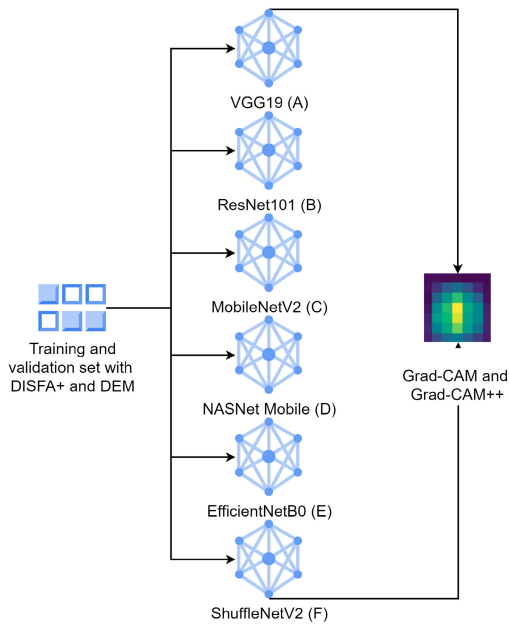 VGG19 (A)
ResNet101 (B)
MobileNetV2 (C)
Training and
validation set with
DISFA+ and DEM
NASNet Mobile (D)
EfficientNetB0 (E)
ShuffleNetV2 (F)
Grad-CAM and
Grad-CAM++